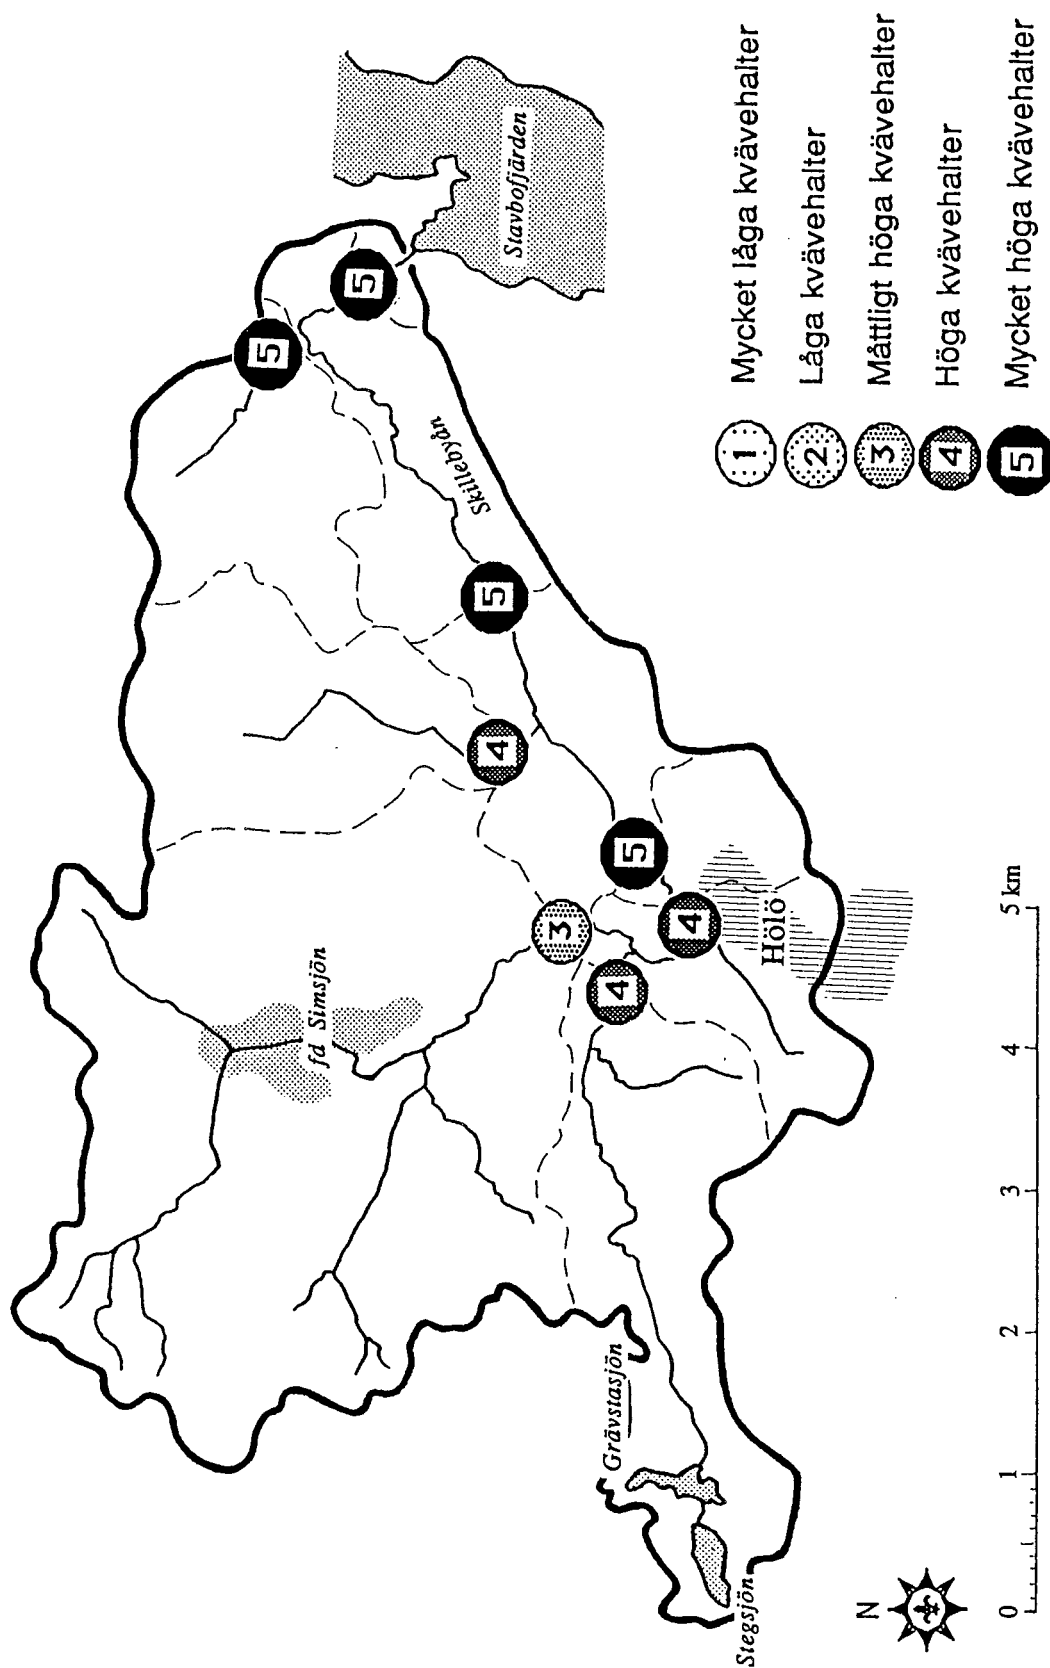 fd Simsjön
Stavbofjärden
Skillebyån
Grävstasjön
Stegsjön
Hölö
5
5
5
4
5
3
4
4
N
0 1 2 3 4 5 km
1 Mycket låga kvävehalter
2 Låga kvävehalter
3 Måttligt höga kvävehalter
4 Höga kvävehalter
5 Mycket höga kvävehalter